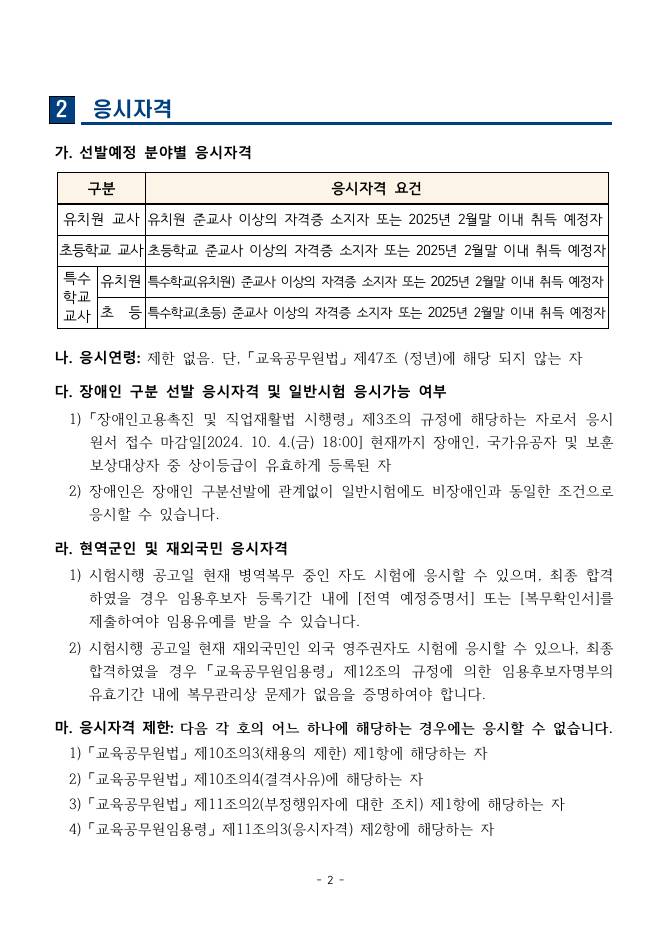 2 응시자격
가. 선발예정 분야별 응시자격
구분 응시자격 요건
유치원 교사 유치원 준교사 이상의 자격증 소지자 또는 2025년 2월말 이내 취득 예정자
초등학교 교사 초등학교 준교사 이상의 자격증 소지자 또는 2025년 2월말 이내 취득 예정자
특수학교교사 유치원 특수학교(유치원) 준교사 이상의 자격증 소지자 또는 2025년 2월말 이내 취득 예정자
초 등 특수학교(초등) 준교사 이상의 자격증 소지자 또는 2025년 2월말 이내 취득 예정자
나. 응시연령: 제한 없음. 단, 「교육공무원법」 제47조 (정년)에 해당 되지 않는 자
다. 장애인 구분 선발 응시자격 및 일반시험 응시가능 여부
1) 「장애인고용촉진 및 직업재활법 시행령」 제3조의 규정에 해당하는 자로서 응시
원서 접수 마감일[2024. 10. 4.(금) 18:00] 현재까지 장애인, 국가유공자 및 보훈
보상대상자 중 상이등급이 유효하게 등록된 자
2) 장애인은 장애인 구분선발에 관계없이 일반시험에도 비장애인과 동일한 조건으로
응시할 수 있습니다.
라. 현역군인 및 재외국민 응시자격
1) 시험시행 공고일 현재 병역복무 중인 자도 시험에 응시할 수 있으며, 최종 합격
하였을 경우 임용후보자 등록기간 내에 [전역 예정증명서] 또는 [복무확인서]를
제출하여야 임용유예를 받을 수 있습니다.
2) 시험시행 공고일 현재 재외국민인 외국 영주권자도 시험에 응시할 수 있으나, 최종
합격하였을 경우 「교육공무원임용령」 제12조의 규정에 의한 임용후보자명부의
유효기간 내에 복무관리상 문제가 없음을 증명하여야 합니다.
마. 응시자격 제한: 다음 각 호의 어느 하나에 해당하는 경우에는 응시할 수 없습니다.
1) 「교육공무원법」 제10조의3(채용의 제한) 제1항에 해당하는 자
2) 「교육공무원법」 제10조의4(결격사유)에 해당하는 자
3) 「교육공무원법」 제11조의2(부정행위자에 대한 조치) 제1항에 해당하는 자
4) 「교육공무원임용령」 제11조의3(응시자격) 제2항에 해당하는 자
- 2 -